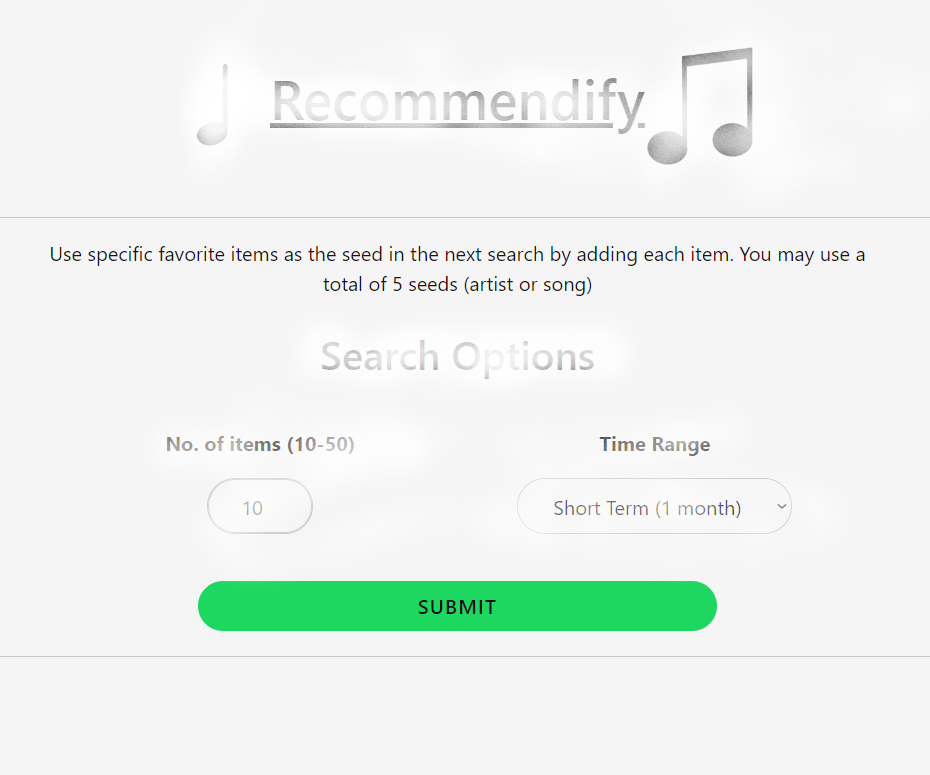 Recommendify
Use specific favorite items as the seed in the next search by adding each item. You may use a
total of 5 seeds (artist or song)
Search Options
No. of items (10-50)
Time Range
10
Short Term (1 month)
SUBMIT